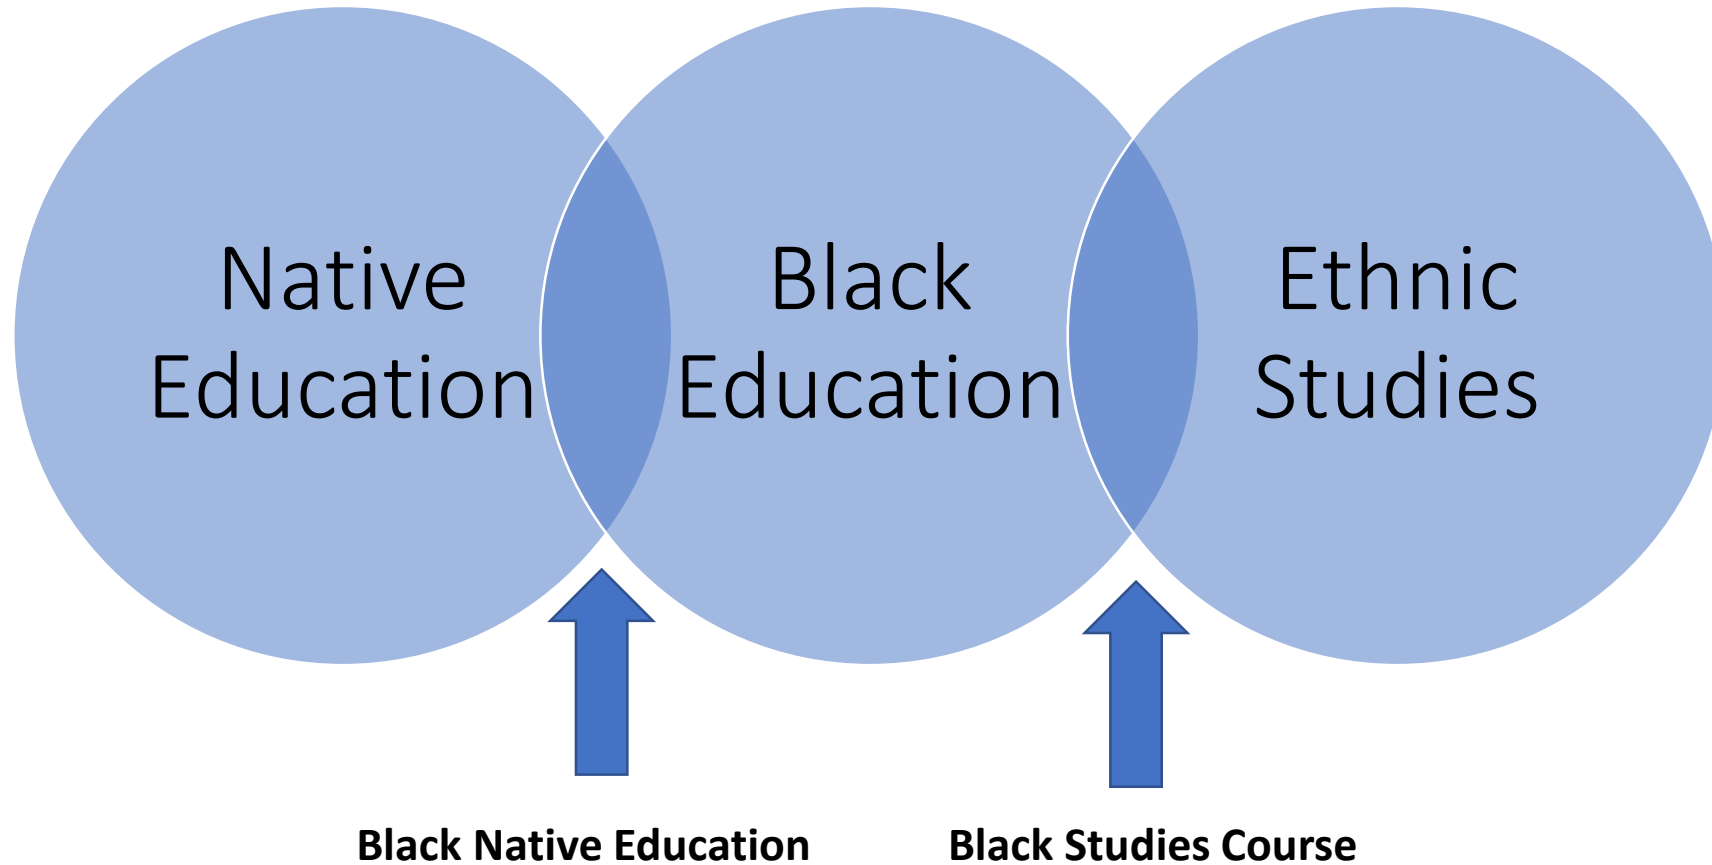 Native
Education
Black
Education
Ethnic
Studies
Black Native Education
Black Studies Course